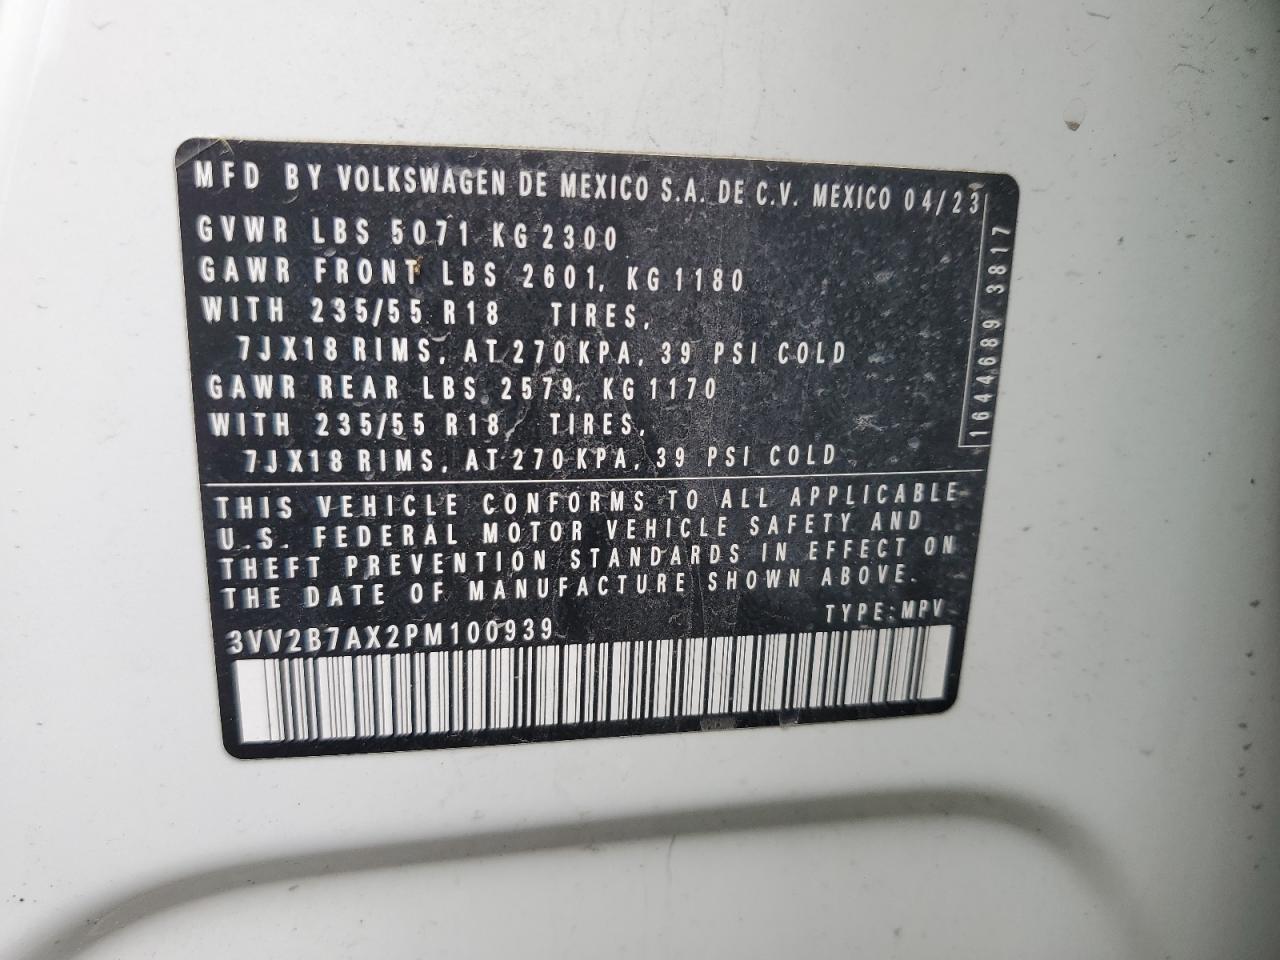 MFD BY VOLKSWAGEN DE MEXICO S.A. DE C.V. MEXICO 04/23
GVWR LBS 5071 KG 2300
GAWR FRONT LBS 2601, KG 1180
WITH 235/55 R18 TIRES,
7JX18 RIMS, AT 270 KPA, 39 PSI COLD
GAWR REAR LBS 2579, KG 1170
WITH 235/55 R18, TIRES,
7JX18 RIMS, AT 270 KPA, 39 PSI COLD
1644689 3817
THIS VEHICLE CONFORMS TO ALL APPLICABLE
U.S. FEDERAL MOTOR VEHICLE SAFETY AND
THEFT PREVENTION STANDARDS IN EFFECT ON
THE DATE OF MANUFACTURE SHOWN ABOVE.
TYPE: MPV
3VV2B7AX2PM100939